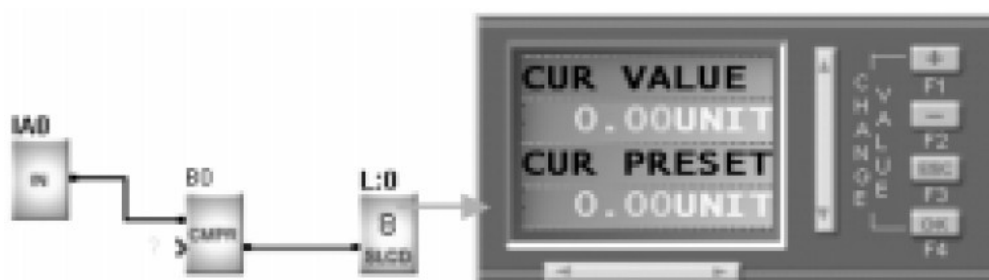 IA0
IN
B0
CMPR
L:0
B
SLCD
CUR VALUE
0.00UNIT
CUR PRESET
0.00UNIT
CHANGE
VALUE
+
F1
−
F2
ESC
F3
OK
F4